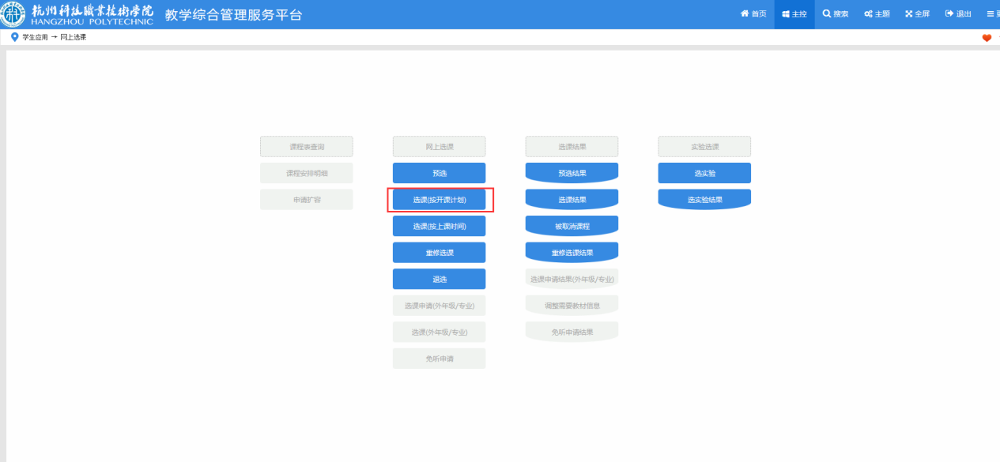 杭州科技职业技術学院
HANGZHOU POLYTECHNIC
教学综合管理服务平台
首页
主控
搜索
主题
全屏
退出
学生应用 → 网上选课
课程表查询
网上选课
选课结果
实验选课
课程安排明细
预选
预选结果
选实验
申请扩容
选课(按开课计划)
选课结果
选实验结果
选课(按上课时间)
被取消课程
重修选课
重修选课结果
退选
选课申请结果(外年级/专业)
选课申请(外年级/专业)
调整需要教材信息
选课(外年级/专业)
免听申请结果
免听申请